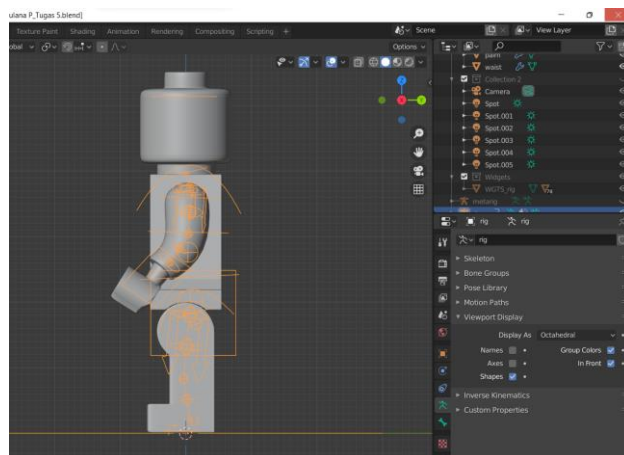 ulana P_Tugas 5.blend]
Texture Paint Shading Animation Rendering Compositing Scripting +
Scene
View Layer
obal
Options
paint
waist
Collection 2
Camera
Spot
Spot.001
Spot.002
Spot.003
Spot.004
Spot.005
Widgets
WGTS_rig
metarig
rig rig
rig
Skeleton
Bone Groups
Pose Library
Motion Paths
Viewport Display
Display As Octahedral
Names Group Colors
Axes In Front
Shapes
Inverse Kinematics
Custom Properties